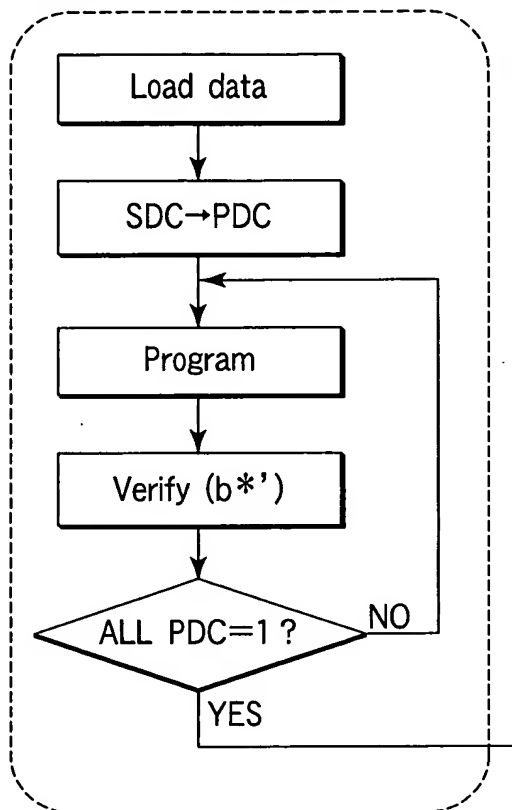 Load data
SDC→PDC
Program
Verify (b*')
ALL PDC=1?
NO
YES